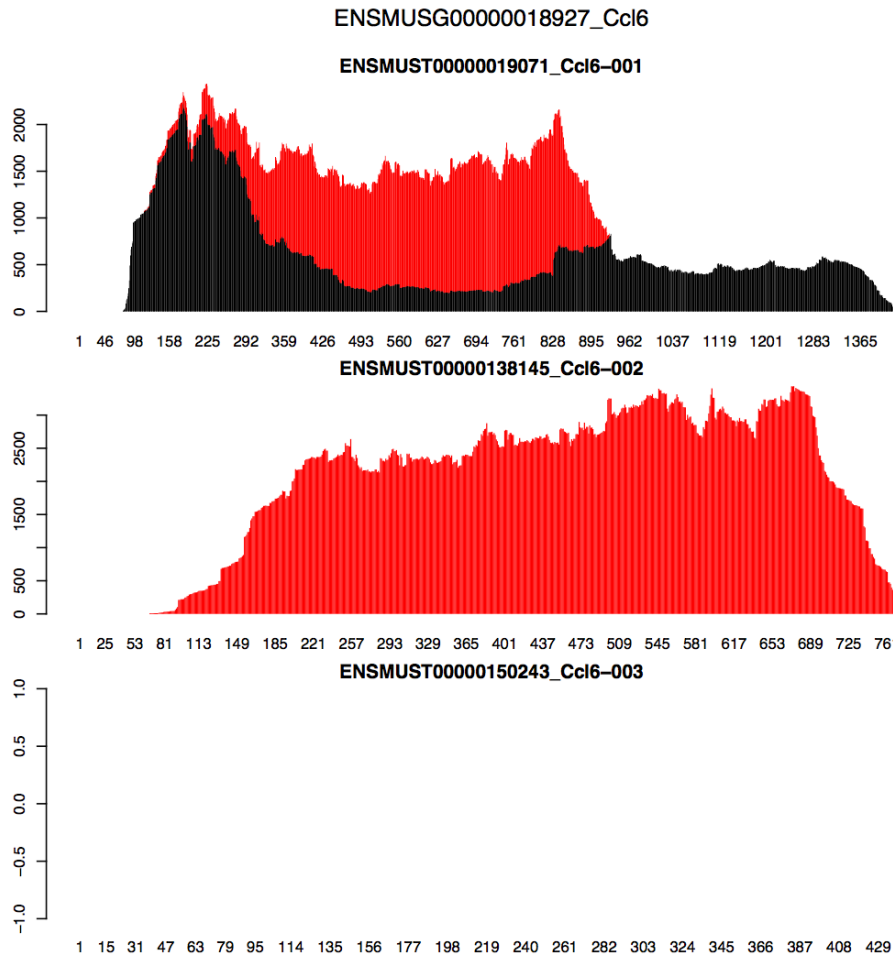 ENSMUSG00000018927_Ccl6
ENSMUST00000019071_Ccl6-001
0 500 1000 1500 2000
1 46 98 158 225 292 359 426 493 560 627 694 761 828 895 962 1037 1119 1201 1283 1365
ENSMUST00000138145_Ccl6-002
0 500 1500 2500
1 25 53 81 113 149 185 221 257 293 329 365 401 437 473 509 545 581 617 653 689 725 76
ENSMUST00000150243_Ccl6-003
-1.0 -0.5 0.0 0.5 1.0
1 15 31 47 63 79 95 114 135 156 177 198 219 240 261 282 303 324 345 366 387 408 429